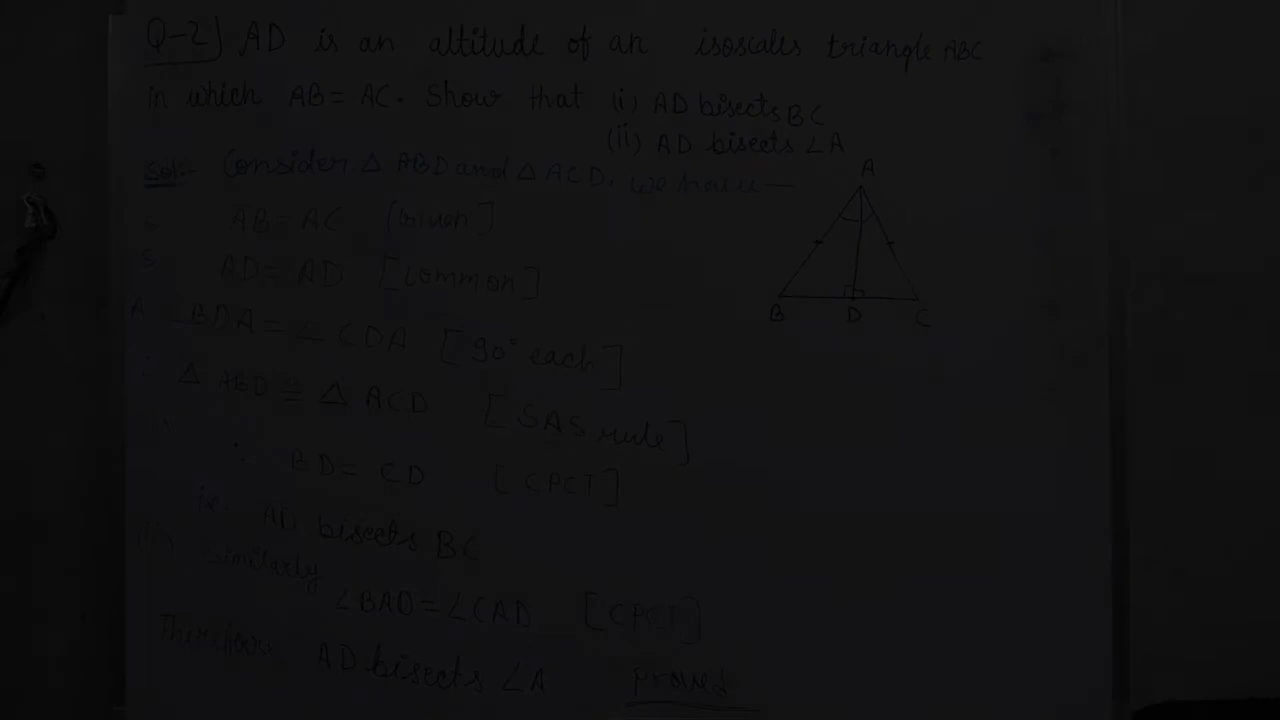 Q-2] AD is an altitude of an isosceles triangle ABC
in which AB = AC. Show that (i) AD bisects BC
(ii) AD bisects ∠A
Soln:- Consider Δ ABD and Δ ACD, we have —
S AB = AC [Given]
S AD = AD [common]
A ∠BDA = ∠CDA [90° each]
∴ Δ ABD ≅ Δ ACD [SAS rule]
∴ BD = CD [CPCT]
i.e. AD bisects BC
(ii) Similarly
∠BAD = ∠CAD [CPCT]
Therefore AD bisects ∠A proved
A
B D C